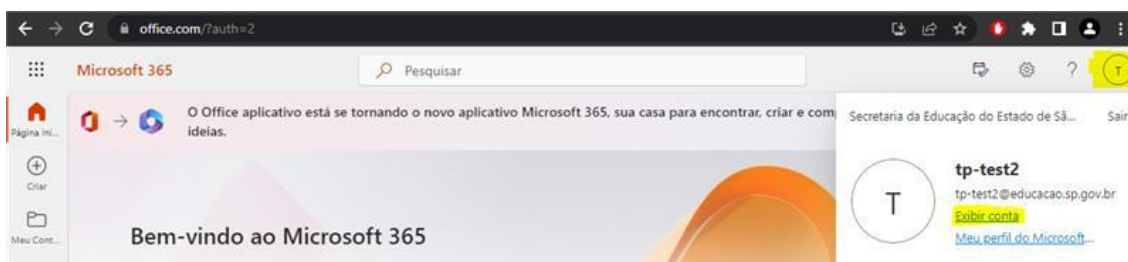 office.com/?auth=2
Microsoft 365
Pesquisar
?
T
Página ini...
O Office aplicativo está se tornando o novo aplicativo Microsoft 365, sua casa para encontrar, criar e com
ideias.
Secretaria da Educação do Estado de Sã...
Sair
Criar
tp-test2
tp-test2@educacao.sp.gov.br
T
Exibir conta
Meu Cont...
Bem-vindo ao Microsoft 365
Meu perfil do Microsoft...